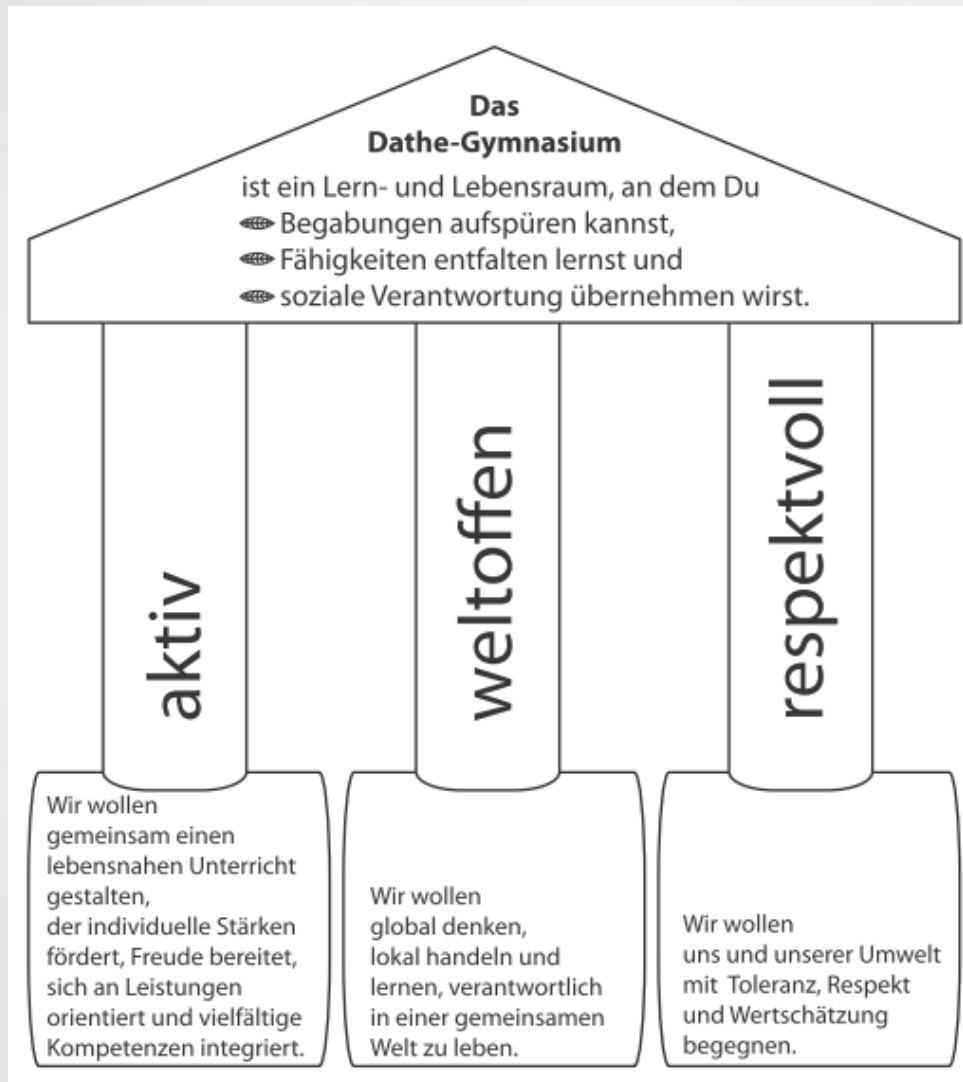 Das
Dathe-Gymnasium
ist ein Lern- und Lebensraum, an dem Du
Begabungen aufspüren kannst,
Fähigkeiten entfalten lernst und
soziale Verantwortung übernehmen wirst.
aktiv
weltoffen
respektvoll
Wir wollen
gemeinsam einen
lebensnahen Unterricht
gestalten,
der individuelle Stärken
fördert, Freude bereitet,
sich an Leistungen
orientiert und vielfältige
Kompetenzen integriert.
Wir wollen
global denken,
lokal handeln und
lernen, verantwortlich
in einer gemeinsamen
Welt zu leben.
Wir wollen
uns und unserer Umwelt
mit Toleranz, Respekt
und Wertschätzung
begegnen.